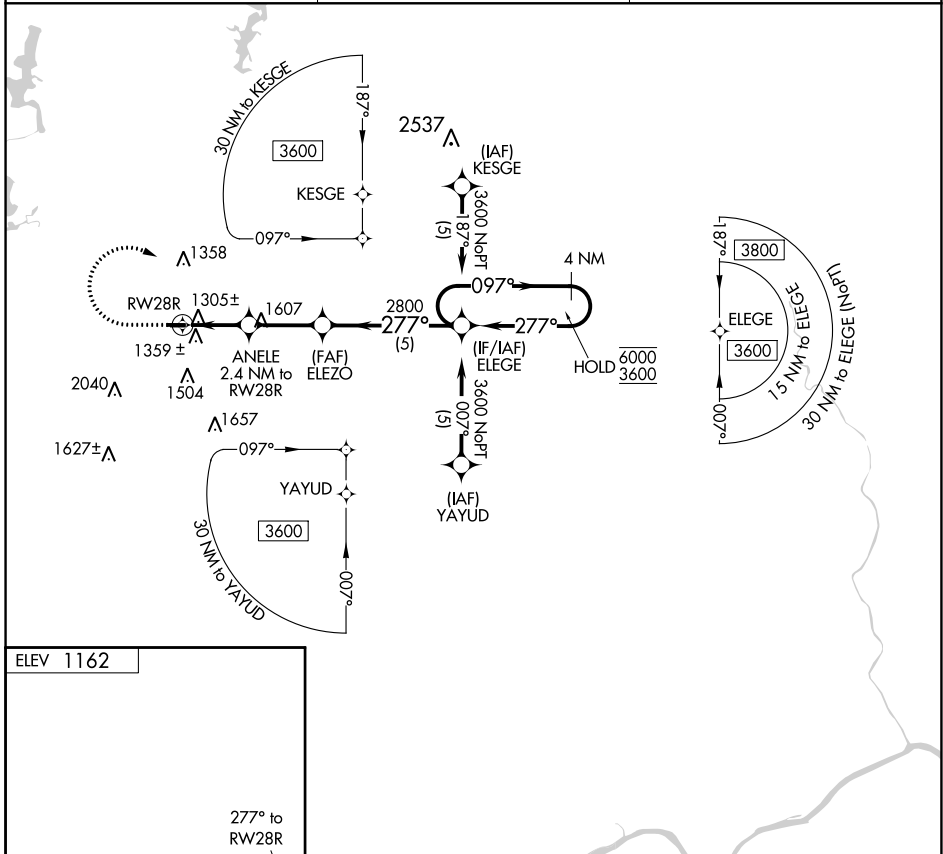 30 NM to KESGE
187°
3600
KESGE
097°
2537
(IAF)
KESGE
3600 NoPT
187°
(5)
4 NM
097°
187°
3800
ELEGE
3600
15 NM to ELEGE
30 NM to ELEGE (NoPT)
007°
1358
RW28R
1305±
1607
2800
277°
(5)
277°
1359 ±
ANELE
2.4 NM to
RW28R
(FAF)
ELEZO
(IF/IAF)
ELEGE
HOLD
6000
3600
2040
1504
1657
1627±
3600 NoPT
007°
(5)
(IAF)
YAYUD
097°
YAYUD
3600
30 NM to YAYUD
007°
ELEV 1162
277° to
RW28R